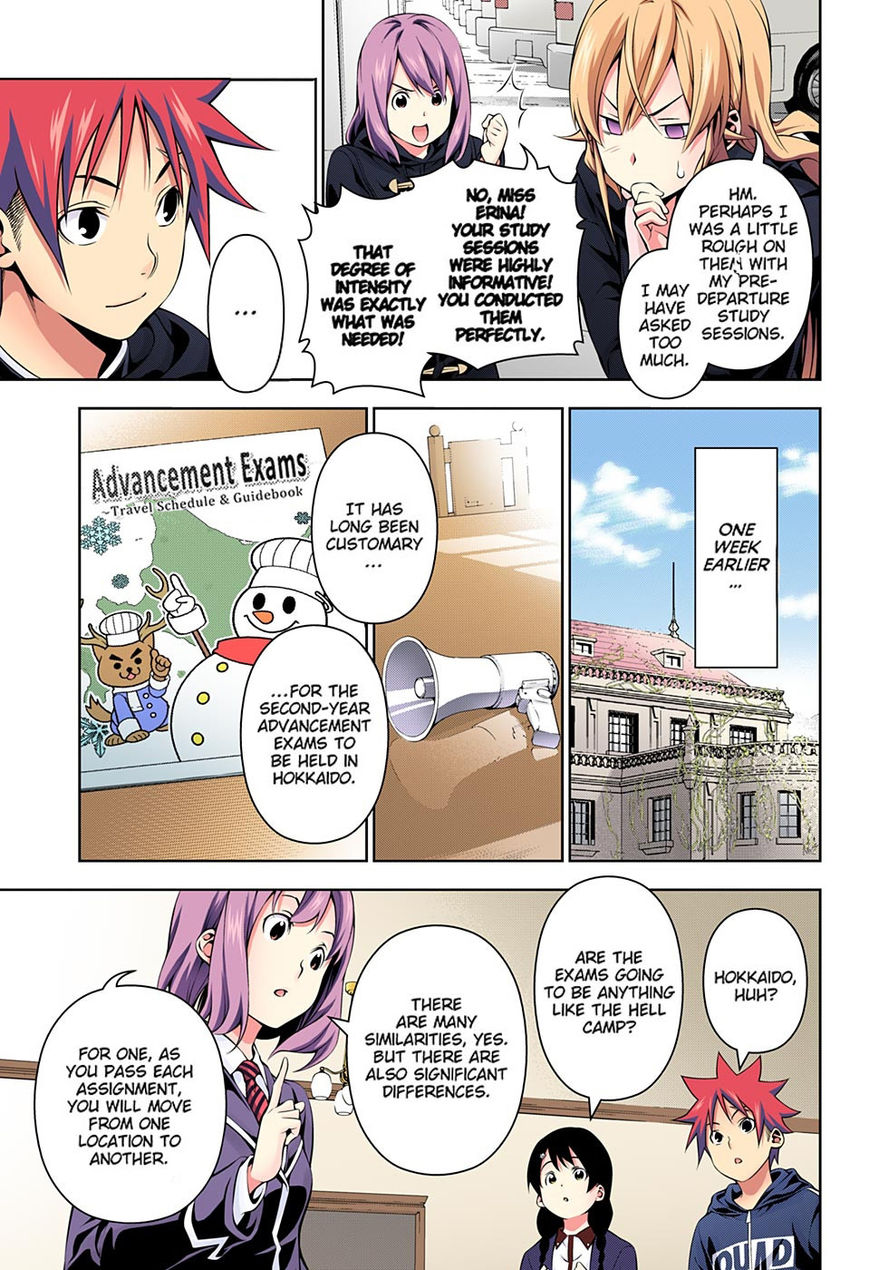 HM.
PERHAPS I
WAS A LITTLE
ROUGH ON
THEM WITH
MY PRE-
DEPARTURE
STUDY
SESSIONS.
I MAY
HAVE
ASKED
TOO
MUCH.
NO, MISS
ERINA!
YOUR STUDY
SESSIONS
WERE HIGHLY
INFORMATIVE!
YOU CONDUCTED
THEM
PERFECTLY.
THAT
DEGREE OF
INTENSITY
WAS EXACTLY
WHAT WAS
NEEDED!
...
ONE
WEEK
EARLIER
...
IT HAS
LONG BEEN
CUSTOMARY
...
Advancement Exams
~Travel Schedule & Guidebook
...FOR THE
SECOND-YEAR
ADVANCEMENT
EXAMS TO
BE HELD IN
HOKKAIDO.
HOKKAIDO,
HUH?
ARE THE
EXAMS GOING
TO BE ANYTHING
LIKE THE HELL
CAMP?
THERE
ARE MANY
SIMILARITIES, YES.
BUT THERE ARE
ALSO SIGNIFICANT
DIFFERENCES.
FOR ONE, AS
YOU PASS EACH
ASSIGNMENT,
YOU WILL MOVE
FROM ONE
LOCATION TO
ANOTHER.
QUAD